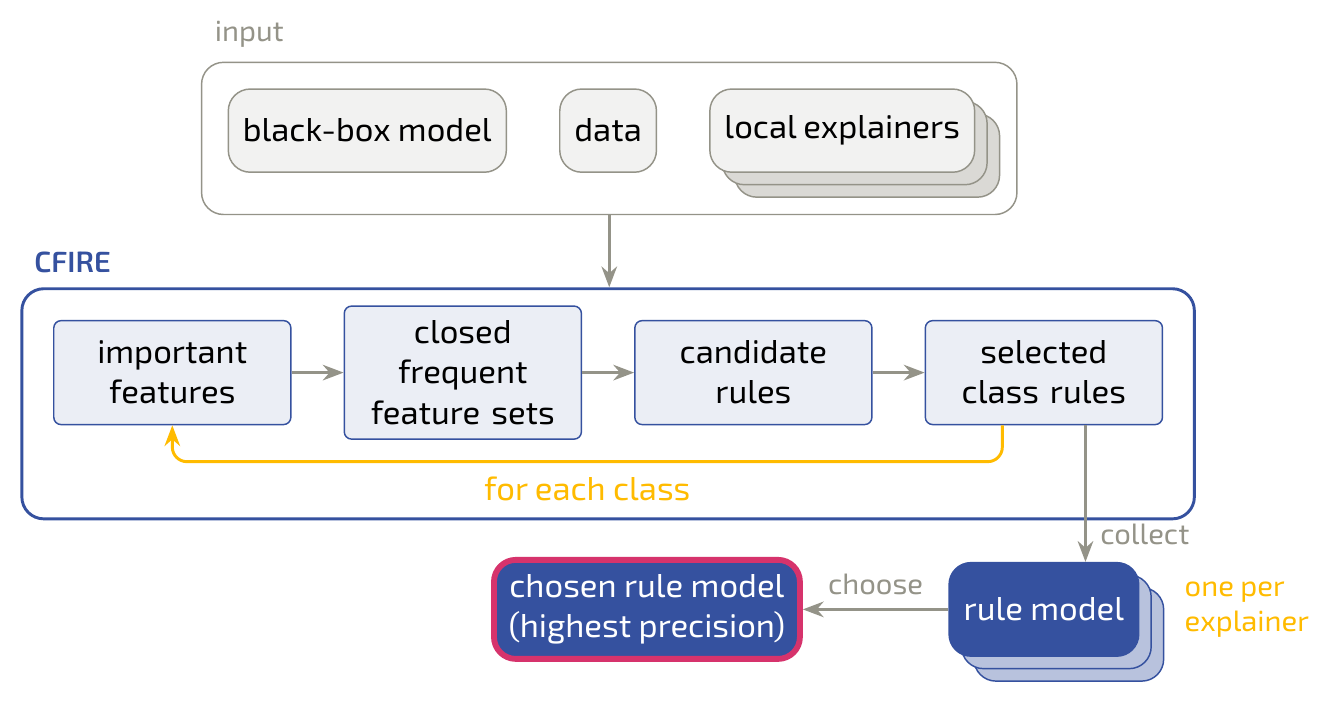 input
black-box model
data
local explainers
CFIRE
important
features
closed
frequent
feature sets
candidate
rules
selected
class rules
for each class
collect
chosen rule model
(highest precision)
choose
rule model
one per
explainer